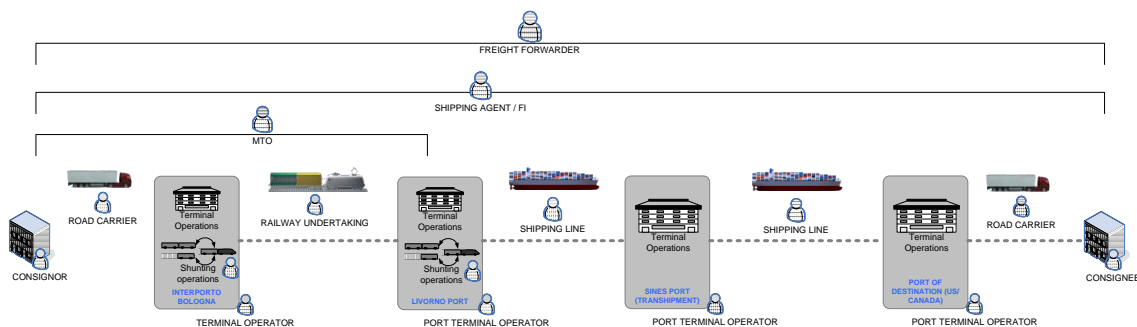 FREIGHT FORWARDER
SHIPPING AGENT / FI
MTO
ROAD CARRIER
Terminal
Operations
RAILWAY UNDERTAKING
Terminal
Operations
SHIPPING LINE
Terminal
Operations
SHIPPING LINE
Terminal
Operations
ROAD CARRIER
CONSIGNOR
Shunting
operations
Shunting
operations
CONSIGNEE
INTERPORTO
BOLOGNA
LIVORNO PORT
SINES PORT
(TRANSHIPMENT)
PORT OF
DESTINATION (US/
CANADA)
TERMINAL OPERATOR
PORT TERMINAL OPERATOR
PORT TERMINAL OPERATOR
PORT TERMINAL OPERATOR